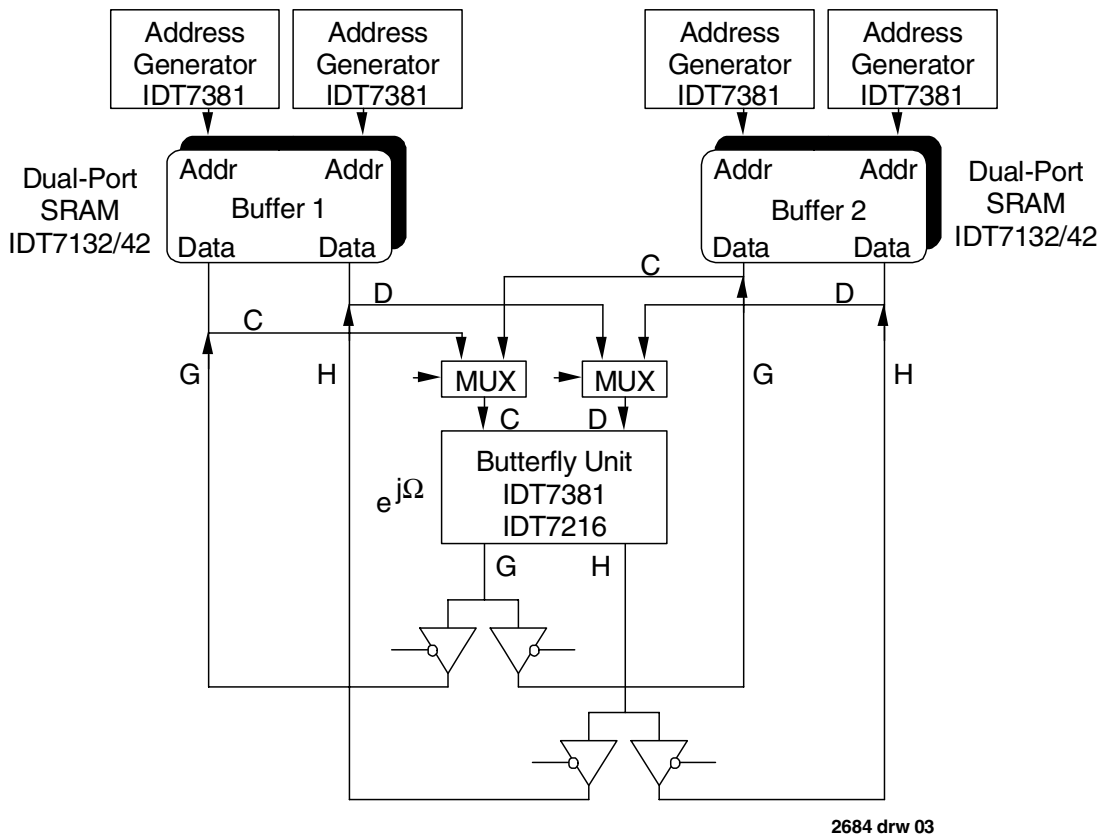 Address
Generator
IDT7381
Address
Generator
IDT7381
Address
Generator
IDT7381
Address
Generator
IDT7381
Dual-Port
SRAM
IDT7132/42
Addr
Addr
Buffer 1
Data
Data
Addr
Addr
Buffer 2
Data
Data
Dual-Port
SRAM
IDT7132/42
C
D
D
C
G
H
MUX
MUX
G
H
C
D
Butterfly Unit
IDT7381
IDT7216
e jΩ
G
H
2684 drw 03